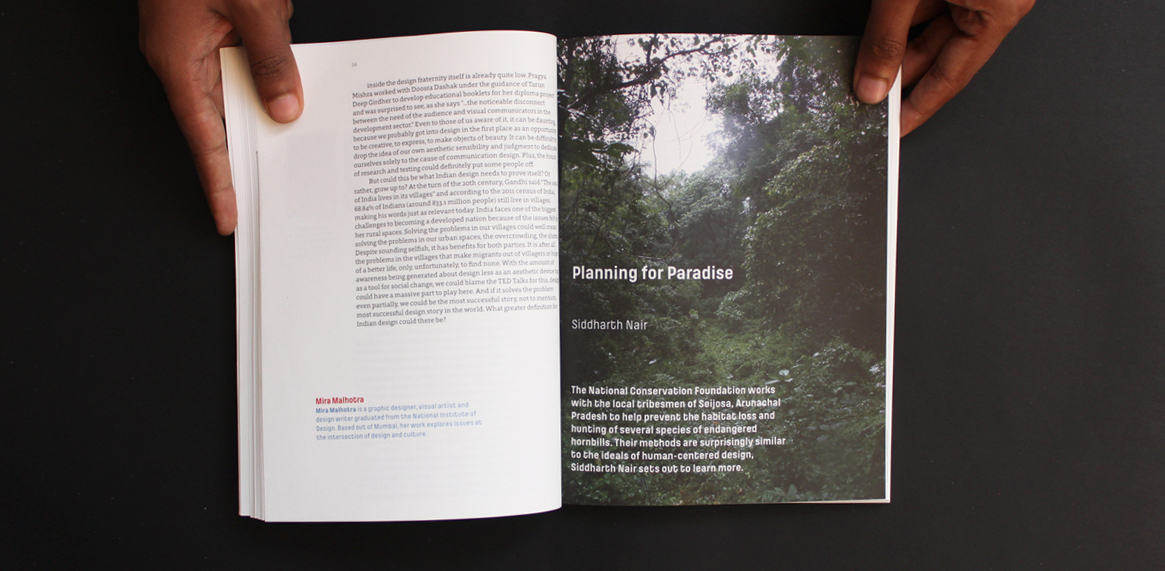 inside the design fraternity itself is already quite low. Pragya
Mishra worked with Doosra Dashak under the guidance of Tarun
Deep Girdher to develop educational booklets for her diploma project
and was surprised to see, as she says "...the noticeable disconnect
between the need of the audience and visual communicators in the
development sector." Even to those of us aware of it, it can be daunting
because we probably got into design in the first place as an
to be creative, to express, to make objects of beauty. It can be difficult to
drop the idea of our own aesthetic sensibility and judgment to
ourselves solely to the cause of communication design. Plus, the
of research and testing could definitely put some people off.
But could this be what Indian design needs to prove itself? Or
rather, grow up to? At the turn of the 20th century, Gandhi said "The
of India lives in its villages" and according to the 2011 census of India,
68.84% of Indians (around 833.1 million people) still live in villages,
making his words just as relevant today. India faces one of the biggest
challenges to becoming a developed nation because of the issues
her rural spaces. Solving the problems in our villages could well mean
solving the problems in our urban spaces, the overcrowding, the
Despite sounding selfish, it has benefits for both parties. It is after all
the problems in the villages that make migrants out of villagers in
of a better life, only, unfortunately, to find none. With the amount of
awareness being generated about design less as an aesthetic
as a tool for social change, we could blame the TED Talks for this,
could have a massive part to play here. And if it solves the problem
even partially, we could be the most successful story, not to mention,
most successful design story in the world. What greater definition
Indian design could there be?
Mira Malhotra
Mira Malhotra is a graphic designer, visual artist and
design writer graduated from the National Institute of
Design. Based out of Mumbai, her work explores issues at
the intersection of design and culture.
Planning for Paradise
Siddharth Nair
The National Conservation Foundation works
with the local tribesmen of Seijosa, Arunachal
Pradesh to help prevent the habitat loss and
hunting of several species of endangered
hornbills. Their methods are surprisingly similar
to the ideals of human-centered design,
Siddharth Nair sets out to learn more.